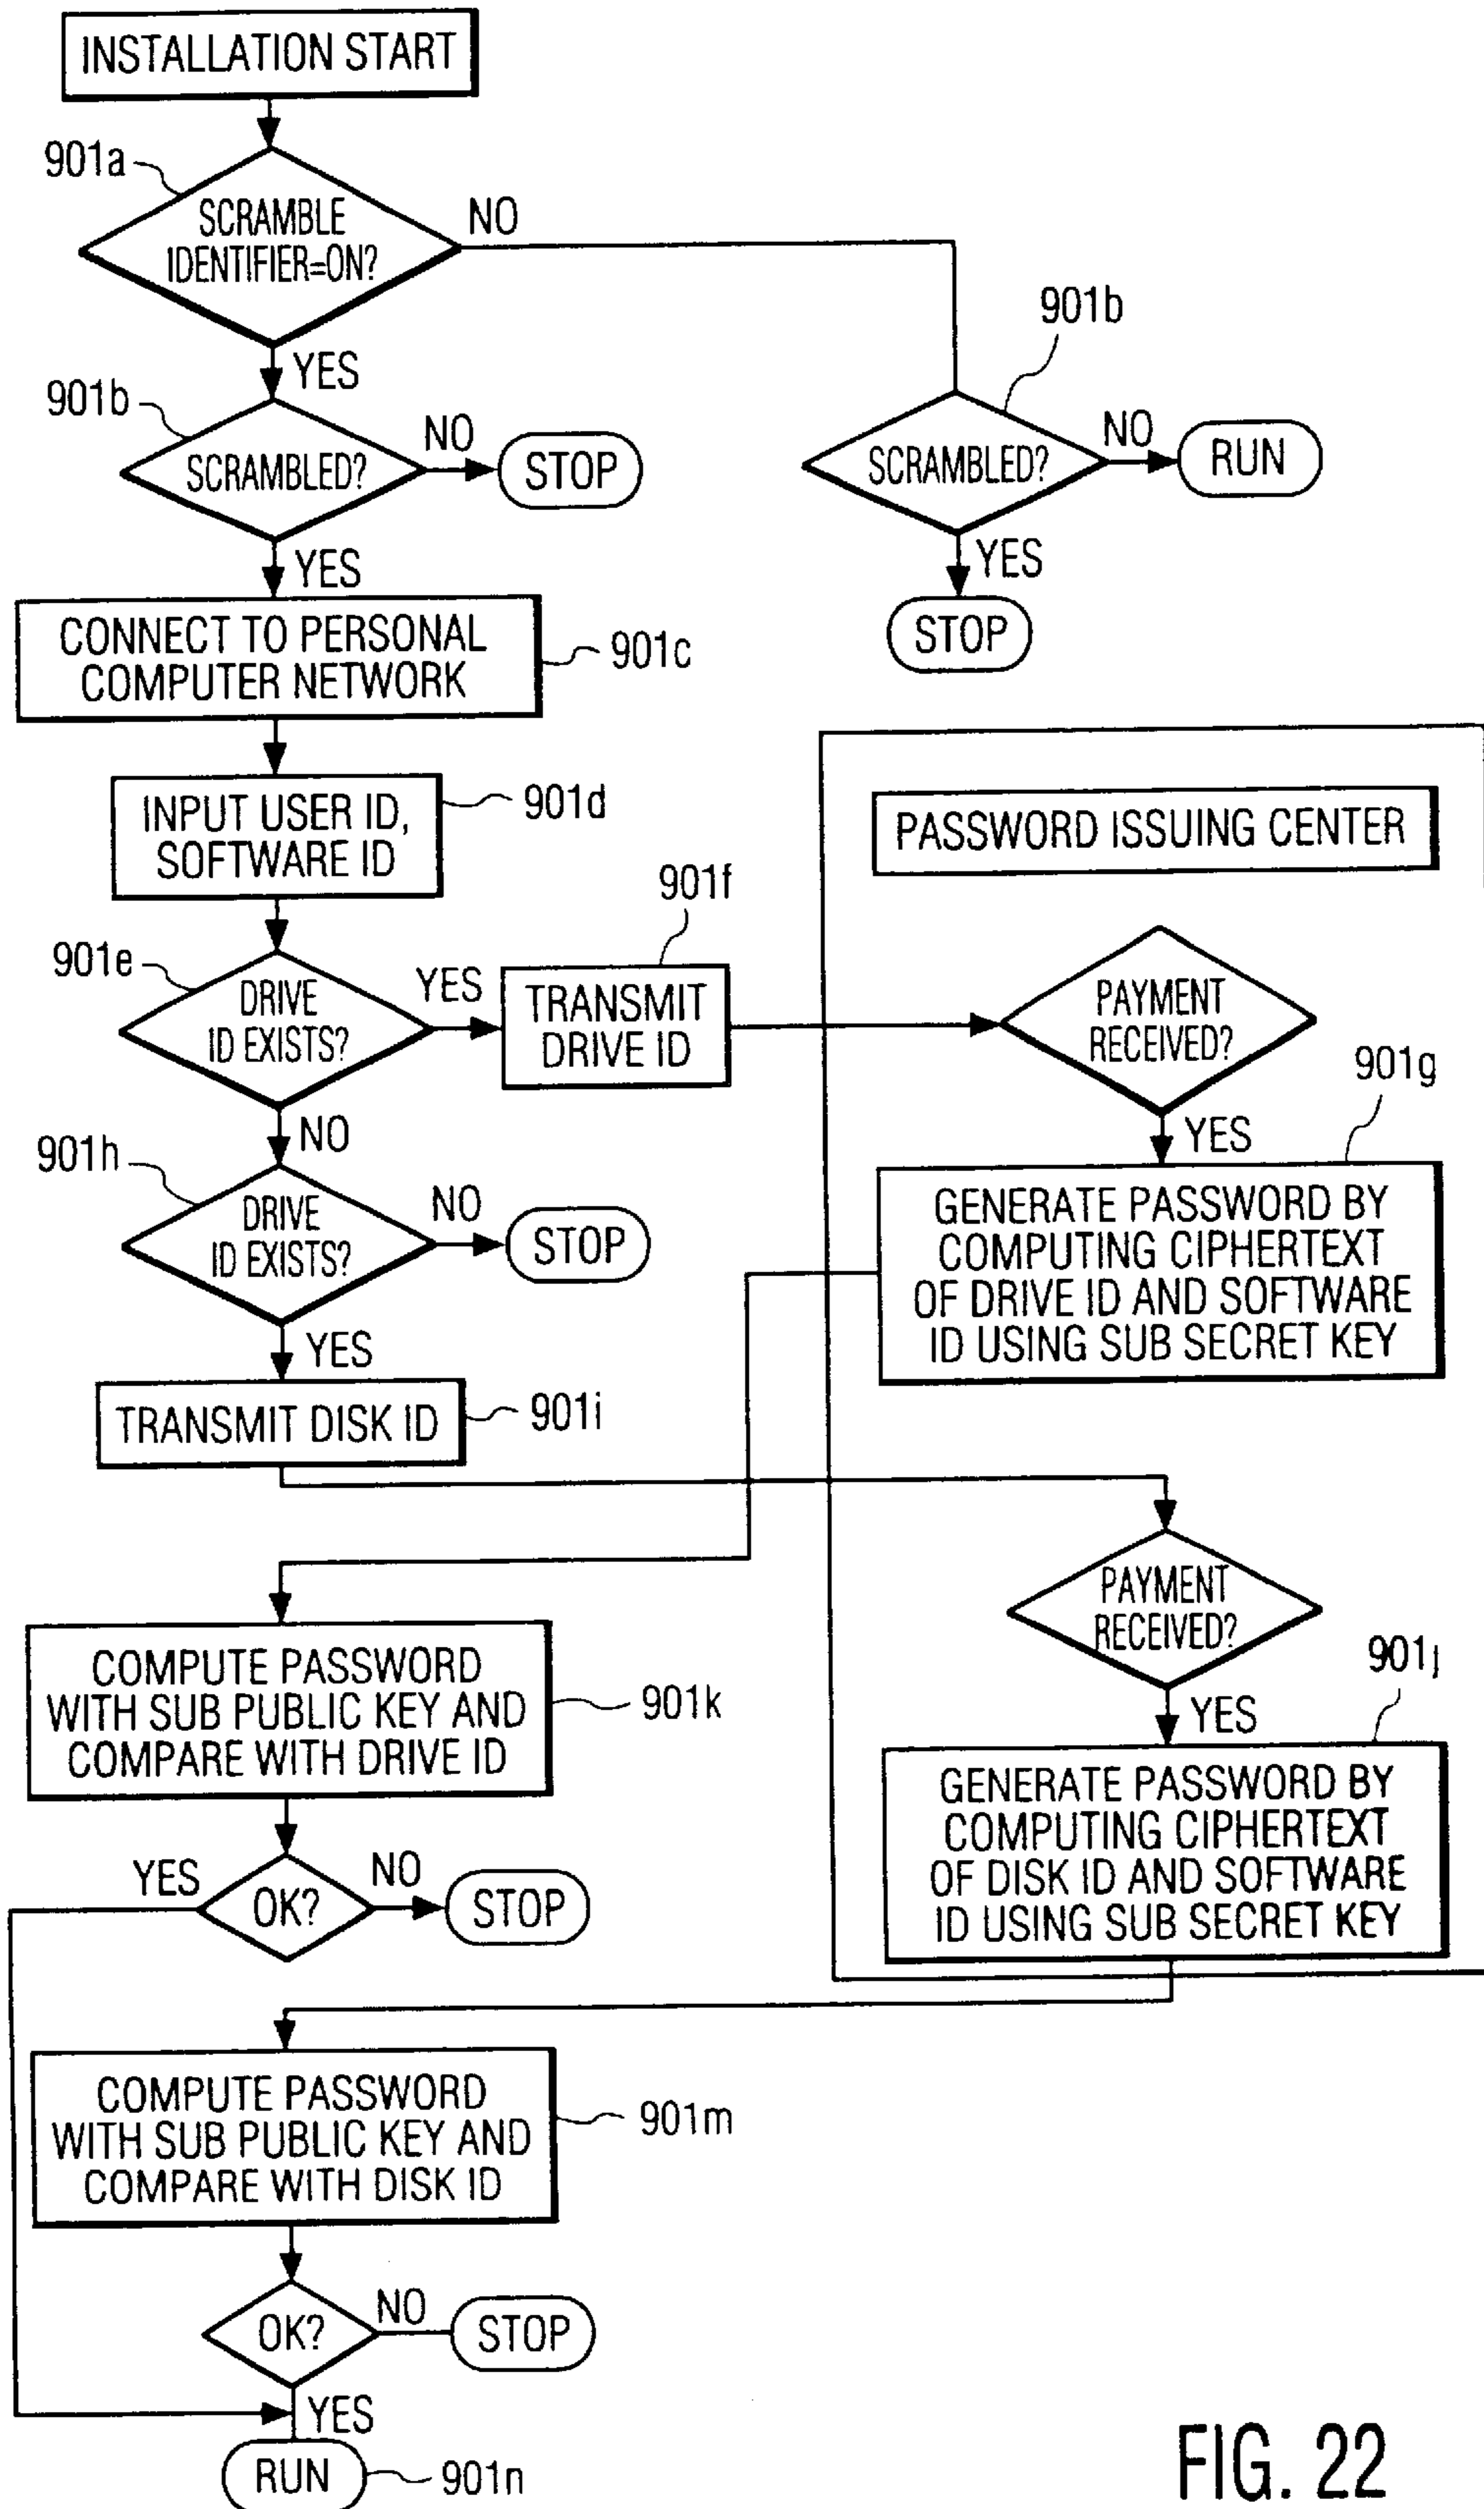 INSTALLATION START
901a
SCRAMBLE
IDENTIFIER=ON?
NO
YES
901b
SCRAMBLED?
NO
STOP
YES
901b
SCRAMBLED?
NO
RUN
YES
STOP
CONNECT TO PERSONAL
COMPUTER NETWORK
901c
INPUT USER ID,
SOFTWARE ID
901d
PASSWORD ISSUING CENTER
901e
DRIVE
ID EXISTS?
YES
901f
TRANSMIT
DRIVE ID
PAYMENT
RECEIVED?
YES
901g
GENERATE PASSWORD BY
COMPUTING CIPHERTEXT
OF DRIVE ID AND SOFTWARE
ID USING SUB SECRET KEY
NO
901h
DRIVE
ID EXISTS?
NO
STOP
YES
TRANSMIT DISK ID
901i
PAYMENT
RECEIVED?
YES
901j
GENERATE PASSWORD BY
COMPUTING CIPHERTEXT
OF DISK ID AND SOFTWARE
ID USING SUB SECRET KEY
COMPUTE PASSWORD
WITH SUB PUBLIC KEY AND
COMPARE WITH DRIVE ID
901k
YES
OK?
NO
STOP
COMPUTE PASSWORD
WITH SUB PUBLIC KEY AND
COMPARE WITH DISK ID
901m
OK?
NO
STOP
YES
RUN
901n
FIG. 22